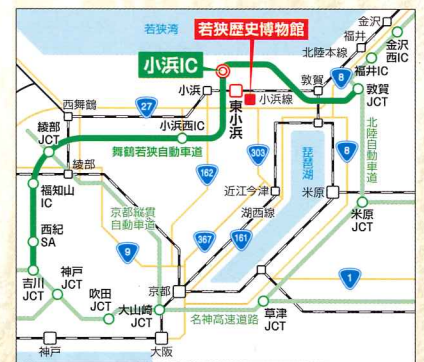 若狭湾
若狭歴史博物館
金沢
福井
北陸本線
金沢西IC
小浜IC
8
福井IC
西舞鶴
27
小浜
東小浜
小浜線
敦賀
敦賀JCT
綾部JCT
小浜西IC
舞鶴若狭自動車道
303
琵琶湖
8
北陸自動車道
綾部
162
福知山IC
近江今津
米原
京都縦貫自動車道
湖西線
米原JCT
西紀SA
9
367
161
1
吉川JCT
神戸JCT
吹田JCT
京都
大山崎JCT
名神高速道路
草津JCT
神戸
大阪